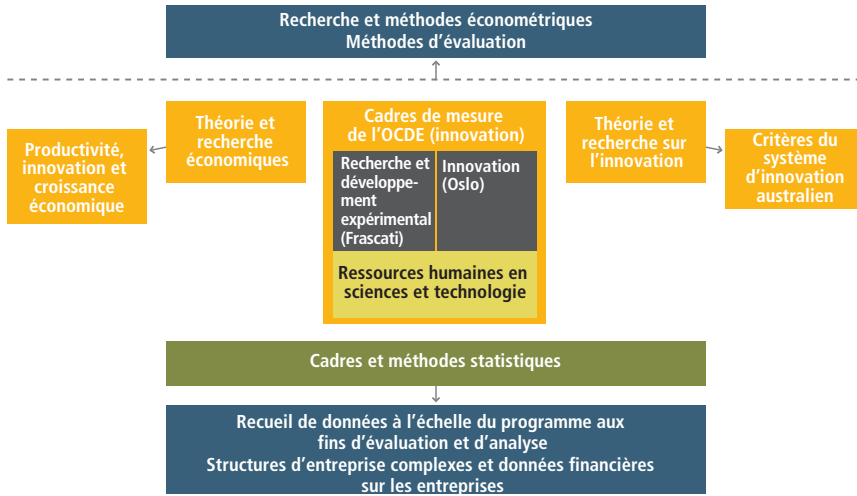 Recherche et méthodes économétriques
Méthodes d'évaluation
Théorie et
recherche
économiques
Productivité,
innovation et
croissance
économique
Cadres de mesure
de l'OCDE (innovation)
Recherche et
développe-
ment
expérimental
(Frascati)
Innovation
(Oslo)
Ressources humaines en
sciences et technologie
Théorie et
recherche sur
l'innovation
Critères du
système
d'innovation
australien
Cadres et méthodes statistiques
Recueil de données à l'échelle du programme aux
fins d'évaluation et d'analyse
Structures d'entreprise complexes et données financières
sur les entreprises